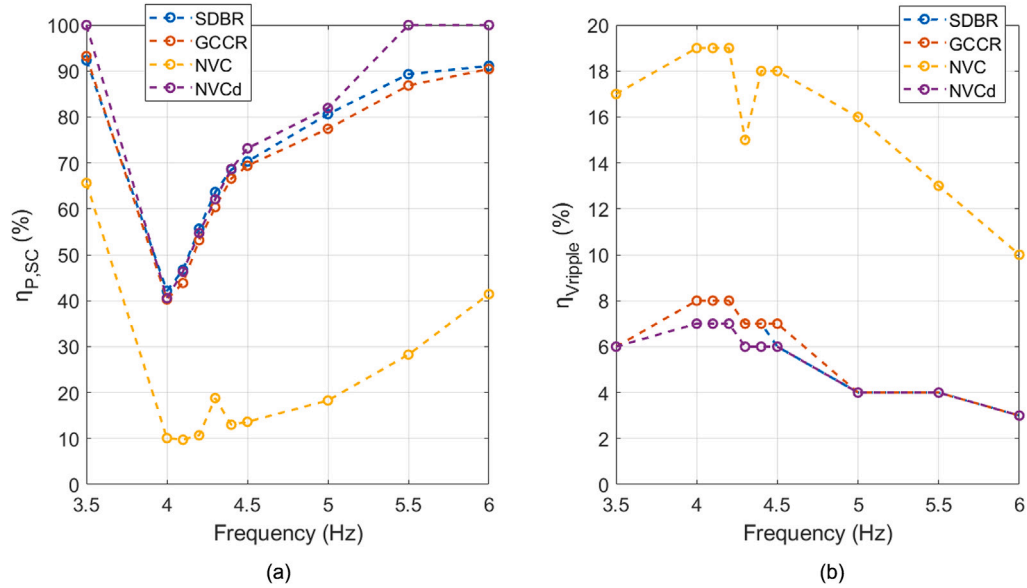 100
90
80
70
60
50
40
30
20
10
0
η_P,SC (%)
SDBR
GCCR
NVC
NVCd
3.5 4 4.5 5 5.5 6
Frequency (Hz)
(a)
20
18
16
14
12
10
8
6
4
2
0
η_Vripple (%)
SDBR
GCCR
NVC
NVCd
3.5 4 4.5 5 5.5 6
Frequency (Hz)
(b)